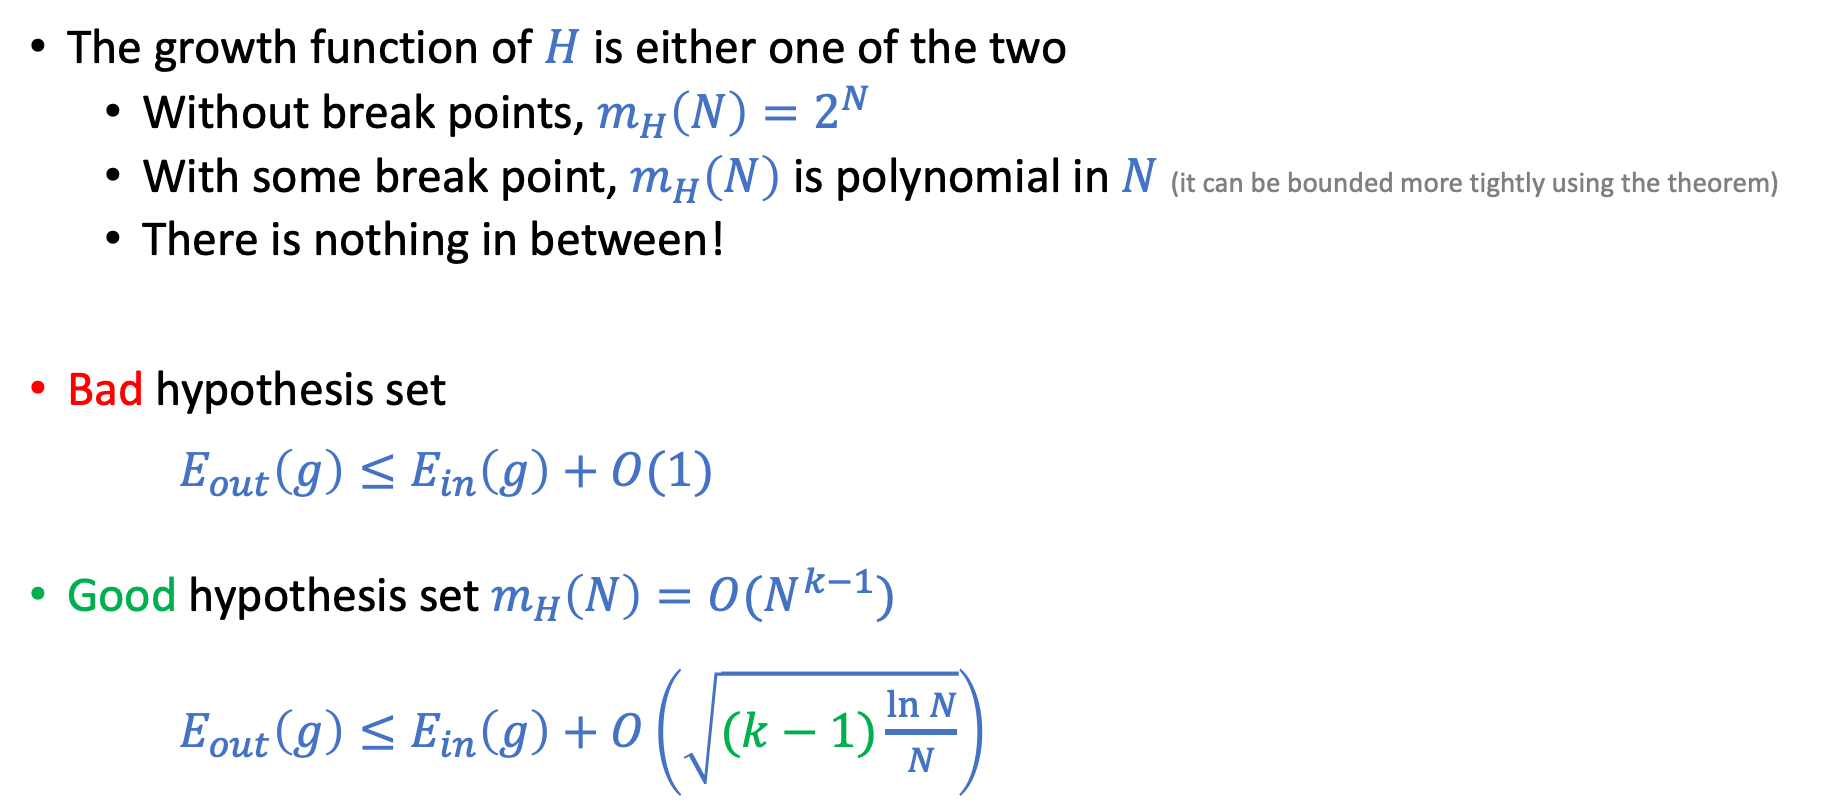 • The growth function of H is either one of the two
• Without break points, m_H(N) = 2^N
• With some break point, m_H(N) is polynomial in N (it can be bounded more tightly using the theorem)
• There is nothing in between!
• Bad hypothesis set
E_out(g) ≤ E_in(g) + O(1)
• Good hypothesis set m_H(N) = O(N^{k−1})
E_out(g) ≤ E_in(g) + O(√((k − 1) ln N / N))